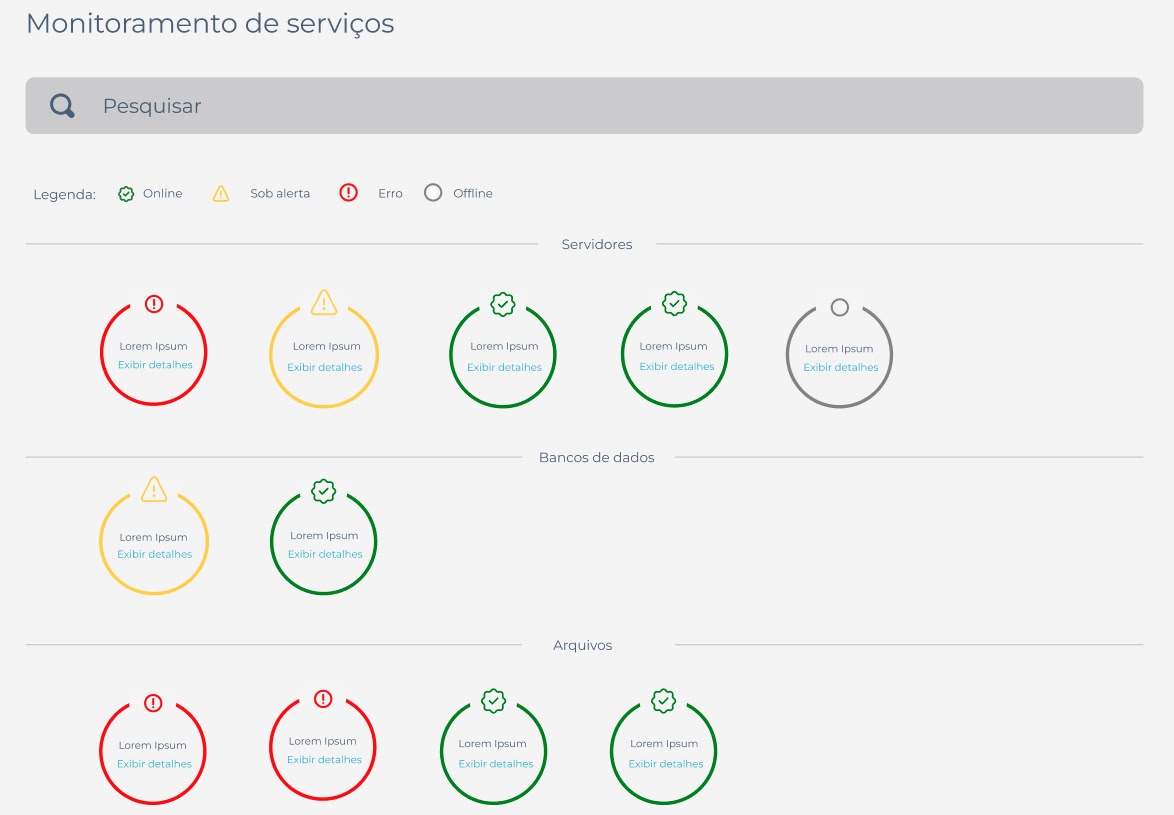 Monitoramento de serviços
Pesquisar
Legenda: Online Sob alerta Erro Offline
Servidores
Lorem Ipsum Lorem Ipsum Lorem Ipsum Lorem Ipsum Lorem Ipsum
Exibir detalhes Exibir detalhes Exibir detalhes Exibir detalhes Exibir detalhes
Bancos de dados
Lorem Ipsum Lorem Ipsum
Exibir detalhes Exibir detalhes
Arquivos
Lorem Ipsum Lorem Ipsum Lorem Ipsum Lorem Ipsum
Exibir detalhes Exibir detalhes Exibir detalhes Exibir detalhes